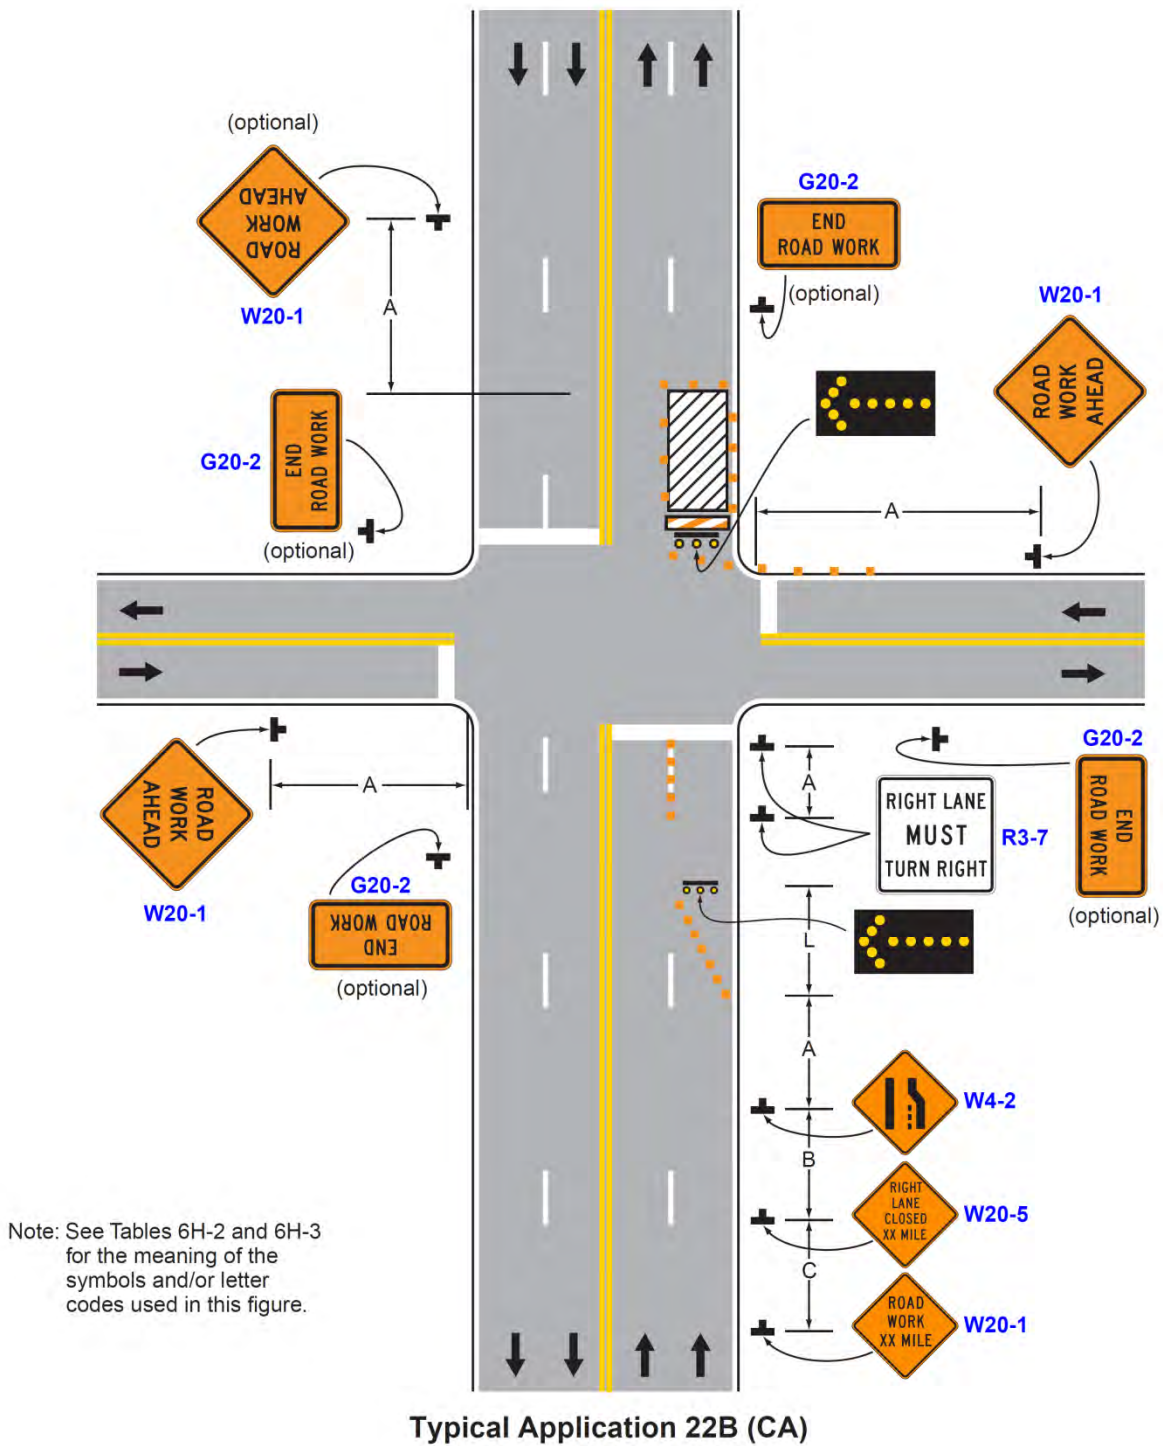 (optional)
ROAD
WORK
AHEAD
W20-1
A
G20-2
END
ROAD WORK
(optional)
G20-2
END
ROAD WORK
(optional)
W20-1
ROAD
WORK
AHEAD
A
ROAD
WORK
AHEAD
W20-1
A
G20-2
END
ROAD WORK
(optional)
A
RIGHT LANE
MUST
TURN RIGHT
R3-7
G20-2
END
ROAD WORK
(optional)
L
A
W4-2
B
RIGHT
LANE
CLOSED
XX MILE
W20-5
C
ROAD
WORK
XX MILE
W20-1
Note: See Tables 6H-2 and 6H-3
for the meaning of the
symbols and/or letter
codes used in this figure.
Typical Application 22B (CA)